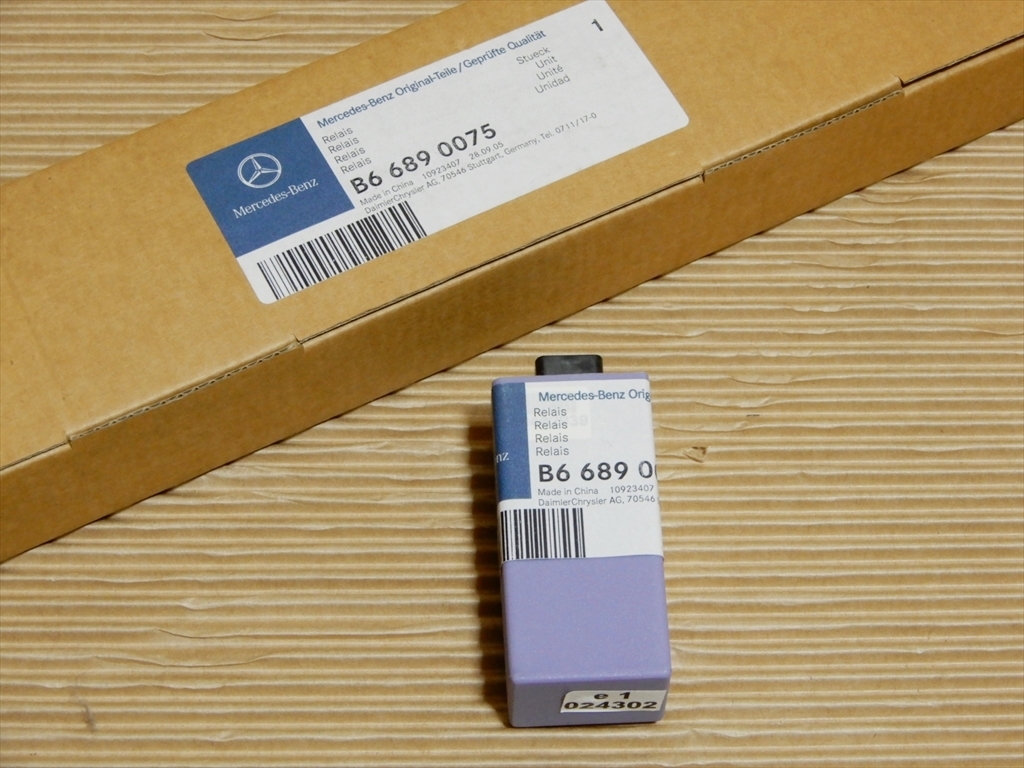 Mercedes-Benz Original-Teile / Geprüfte Qualität
1
Stueck
Unit
Unité
Unidad
Relais
Relais
Relais
Relais
B6 689 0075
Made in China 10923407 28.09.05
DaimlerChrysler AG, 70546 Stuttgart, Germany, Tel. 0711/17-0
Mercedes-Benz
Mercedes-Benz Orig
Relais
Relais
Relais
Relais
nz
B6 689 0
Made in China 10923407
DaimlerChrysler AG, 70546
e 1
024302